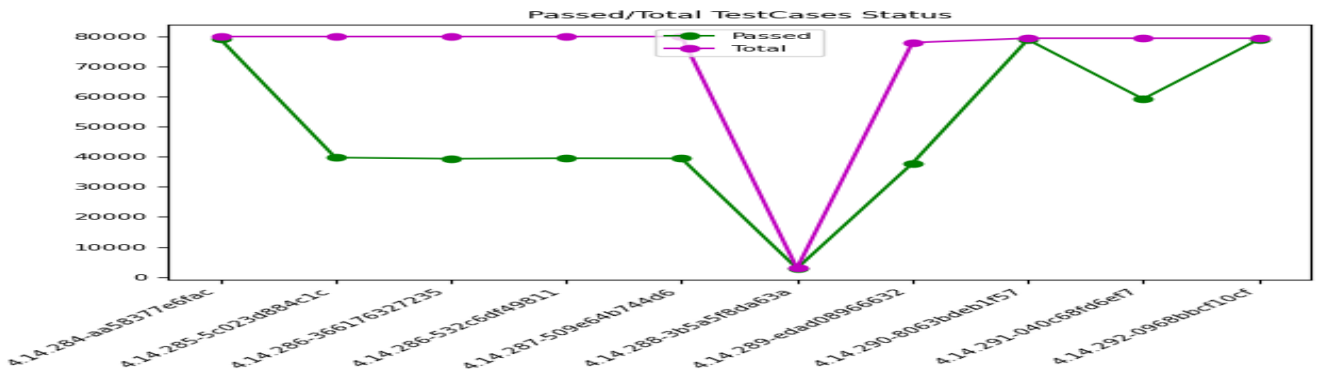 Passed/Total TestCases Status
Passed
Total
80000
70000
60000
50000
40000
30000
20000
10000
0
4.14.284-aa58377e6fac
4.14.285-5c023d884c1c
4.14.286-366176327235
4.14.286-532c6df49811
4.14.287-509e64b744d6
4.14.288-3b5a5f8da63a
4.14.289-edad08966632
4.14.290-8063bdeb1f57
4.14.291-040c68fd6ef7
4.14.292-0968bbcf10cf